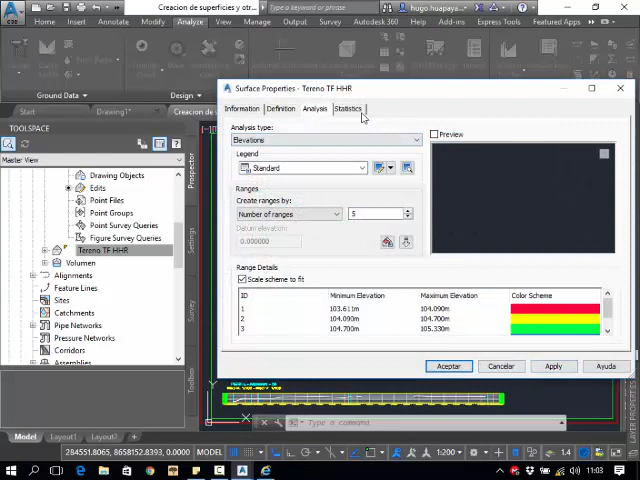 Creacion de superficies y otr...
hugo.huapaya...
Home Insert Annotate Modify Analyze View Manage Output Survey Autodesk 360 Help Add-ins Express Tools Featured Apps
Ground Data Design
Start Drawing1* Creacion de su
TOOLSPACE
Master View
Drawing Objects
Edits
Point Files
Point Groups
Point Survey Queries
Figure Survey Queries
Tereno TF HHR
Volumen
Alignments
Feature Lines
Sites
Catchments
Pipe Networks
Pressure Networks
Corridors
Assemblies
Prospector
Settings
Survey
Toolbox
Surface Properties - Tereno TF HHR
Information Definition Analysis Statistics
Analysis type:
Elevations
Preview
Legend
Standard
Ranges
Create ranges by:
Number of ranges 5
Datum elevation:
0.000000
Range Details
Scale scheme to fit
ID Minimum Elevation Maximum Elevation Color Scheme
1 103.611m 104.090m
2 104.090m 104.700m
3 104.700m 105.330m
Aceptar Cancelar Apply Ayuda
LAYER PROPERTIES
Y
X
Type a command
Model Layout1 Layout2
284551.8065, 8658152.8393, 0.0000 MODEL 1:200 1.4
11:03